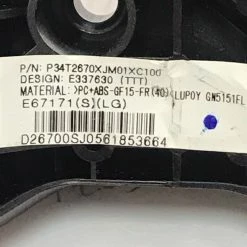 P/N: P34T2670XJM01XC100
DESIGN: E337630 (TTT)
MATERIAL: >PC+ABS-GF15-FR(40)<LUPOY GN5151FL
E67171(S)(LG)
D26700SJ0561853664